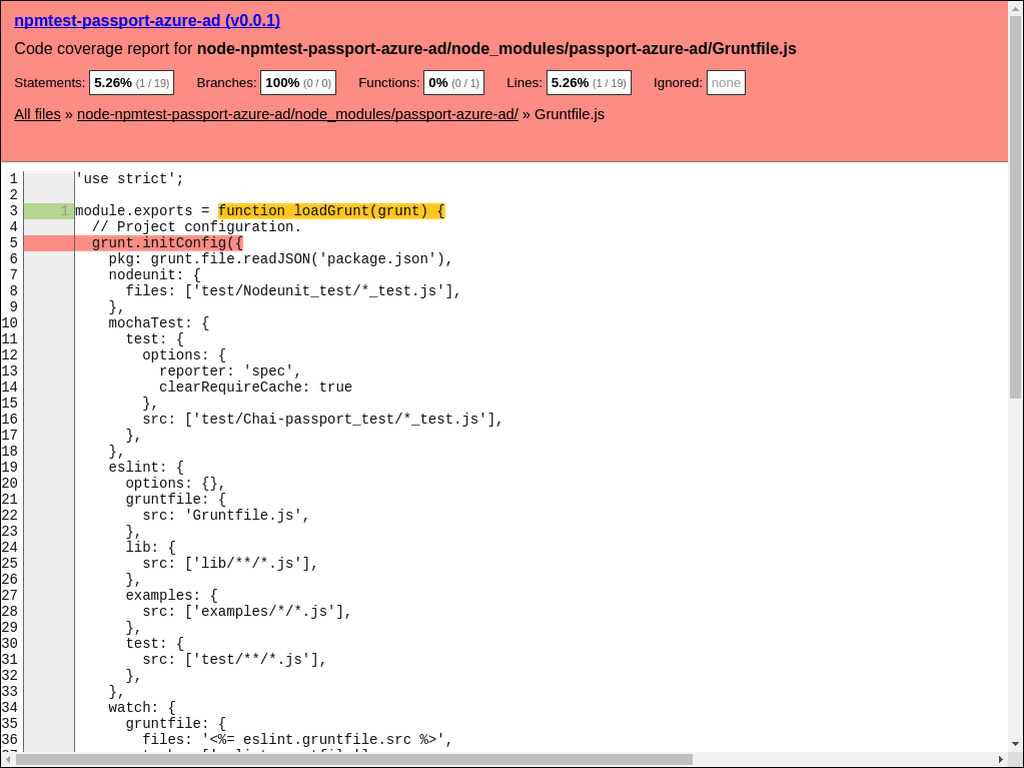 npmtest-passport-azure-ad (v0.0.1)
Code coverage report for node-npmtest-passport-azure-ad/node_modules/passport-azure-ad/Gruntfile.js
Statements: 5.26% (1 / 19) Branches: 100% (0 / 0) Functions: 0% (0 / 1) Lines: 5.26% (1 / 19) Ignored: none
All files » node-npmtest-passport-azure-ad/node_modules/passport-azure-ad/ » Gruntfile.js
1 'use strict';
2
3 1 module.exports = function loadGrunt(grunt) {
4 // Project configuration.
5 grunt.initConfig({
6 pkg: grunt.file.readJSON('package.json'),
7 nodeunit: {
8 files: ['test/Nodeunit_test/*_test.js'],
9 },
10 mochaTest: {
11 test: {
12 options: {
13 reporter: 'spec',
14 clearRequireCache: true
15 },
16 src: ['test/Chai-passport_test/*_test.js'],
17 },
18 },
19 eslint: {
20 options: {},
21 gruntfile: {
22 src: 'Gruntfile.js',
23 },
24 lib: {
25 src: ['lib/**/*.js'],
26 },
27 examples: {
28 src: ['examples/*/*.js'],
29 },
30 test: {
31 src: ['test/**/*.js'],
32 },
33 },
34 watch: {
35 gruntfile: {
36 files: '<%= eslint.gruntfile.src %>',